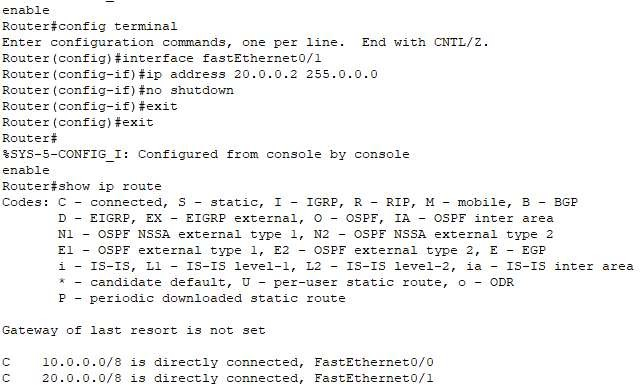 enable
Router#config terminal
Enter configuration commands, one per line.  End with CNTL/Z.
Router(config)#interface fastEthernet0/1
Router(config-if)#ip address 20.0.0.2 255.0.0.0
Router(config-if)#no shutdown
Router(config-if)#exit
Router(config)#exit
Router#
%SYS-5-CONFIG_I: Configured from console by console
enable
Router#show ip route
Codes: C - connected, S - static, I - IGRP, R - RIP, M - mobile, B - BGP
       D - EIGRP, EX - EIGRP external, O - OSPF, IA - OSPF inter area
       N1 - OSPF NSSA external type 1, N2 - OSPF NSSA external type 2
       E1 - OSPF external type 1, E2 - OSPF external type 2, E - EGP
       i - IS-IS, L1 - IS-IS level-1, L2 - IS-IS level-2, ia - IS-IS inter area
       * - candidate default, U - per-user static route, o - ODR
       P - periodic downloaded static route
Gateway of last resort is not set
C    10.0.0.0/8 is directly connected, FastEthernet0/0
C    20.0.0.0/8 is directly connected, FastEthernet0/1